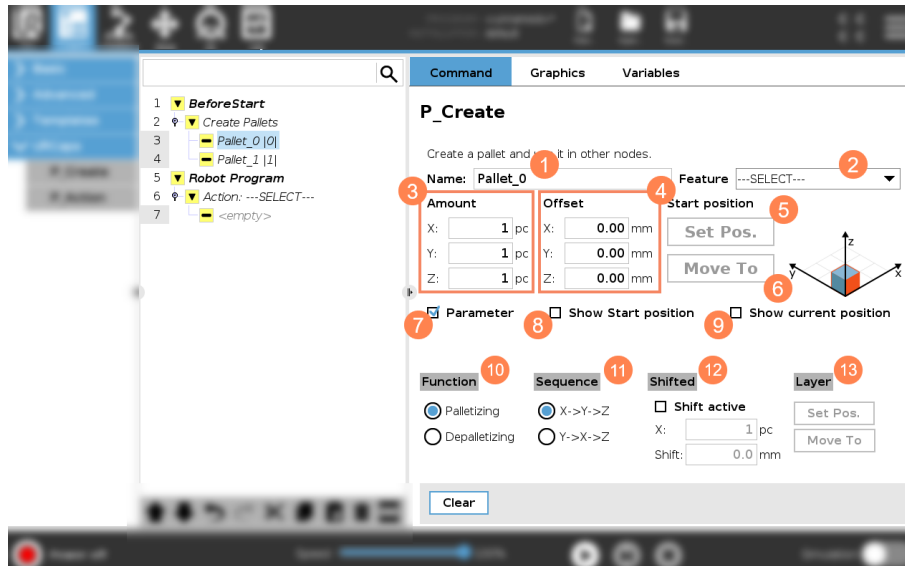 Command Graphics Variables
1 BeforeStart
2 Create Pallets
3 Pallet_0 |0|
4 Pallet_1 |1|
5 Robot Program
6 Action: ---SELECT---
7 <empty>
P_Create
Create a pallet and it in other nodes.
1 2
Name: Pallet_0 Feature ---SELECT---
3 4
Amount Offset Start position
5
X: 1 pc X: 0.00 mm Set Pos.
Y: 1 pc Y: 0.00 mm
Z: 1 pc Z: 0.00 mm Move To
z
y x
6
7 Parameter 8 Show Start position 9 Show current position
10 11 12 13
Function Sequence Shifted Layer
Palletizing X->Y->Z Shift active Set Pos.
Depalletizing Y->X->Z X: 1 pc Move To
Shift: 0.0 mm
Clear